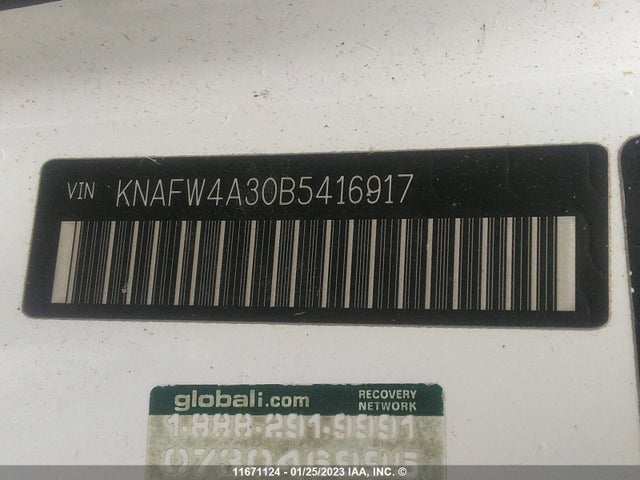 VIN KNAFW4A30B5416917
globali.com RECOVERY NETWORK
1-888-291-9991
11671124 - 01/25/2023 IAA, Inc./